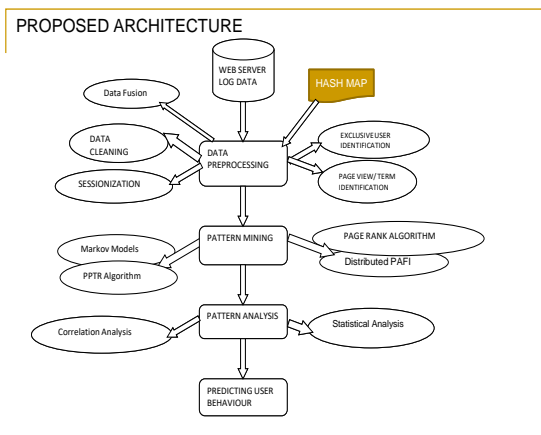 PROPOSED ARCHITECTURE
WEB SERVER
LOG DATA
HASH MAP
Data Fusion
DATA
CLEANING
SESSIONIZATION
DATA
PREPROCESSING
EXCLUSIVE USER
IDENTIFICATION
PAGE VIEW/ TERM
IDENTIFICATION
PATTERN MINING
Markov Models
PPTR Algorithm
PAGE RANK ALGORITHM
Distributed PAFI
PATTERN ANALYSIS
Correlation Analysis
Statistical Analysis
PREDICTING USER
BEHAVIOUR